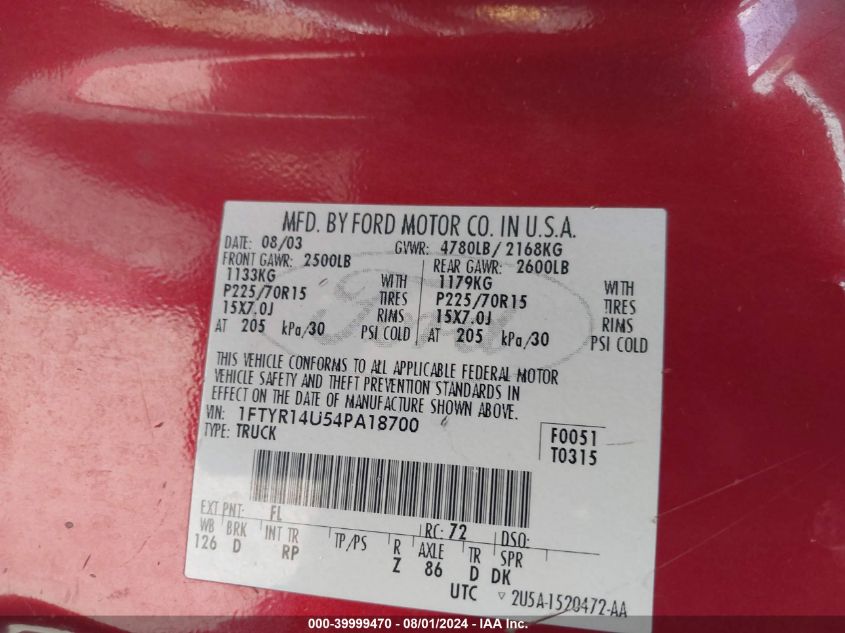 MFD. BY FORD MOTOR CO. IN U.S.A.
DATE: 08/03 GVWR: 4780LB/ 2168KG
FRONT GAWR: 2500LB REAR GAWR: 2600LB
1133KG WITH 1179KG WITH
P225/70R15 TIRES P225/70R15 TIRES
15X7.0J RIMS 15X7.0J RIMS
AT 205 kPa/30 PSI COLD AT 205 kPa/30 PSI COLD
Ford
THIS VEHICLE CONFORMS TO ALL APPLICABLE FEDERAL MOTOR
VEHICLE SAFETY AND THEFT PREVENTION STANDARDS IN
EFFECT ON THE DATE OF MANUFACTURE SHOWN ABOVE.
VIN: 1FTYR14U54PA18700 F0051
TYPE: TRUCK T0315
EXT PNT: FL RC: 72 DSO:
WB BRK INT TR TP/PS R AXLE TR SPR
126 D RP Z 86 D DK
UTC ▽ 2U5A-1520472-AA
000-39999470 - 08/01/2024 - IAA Inc.